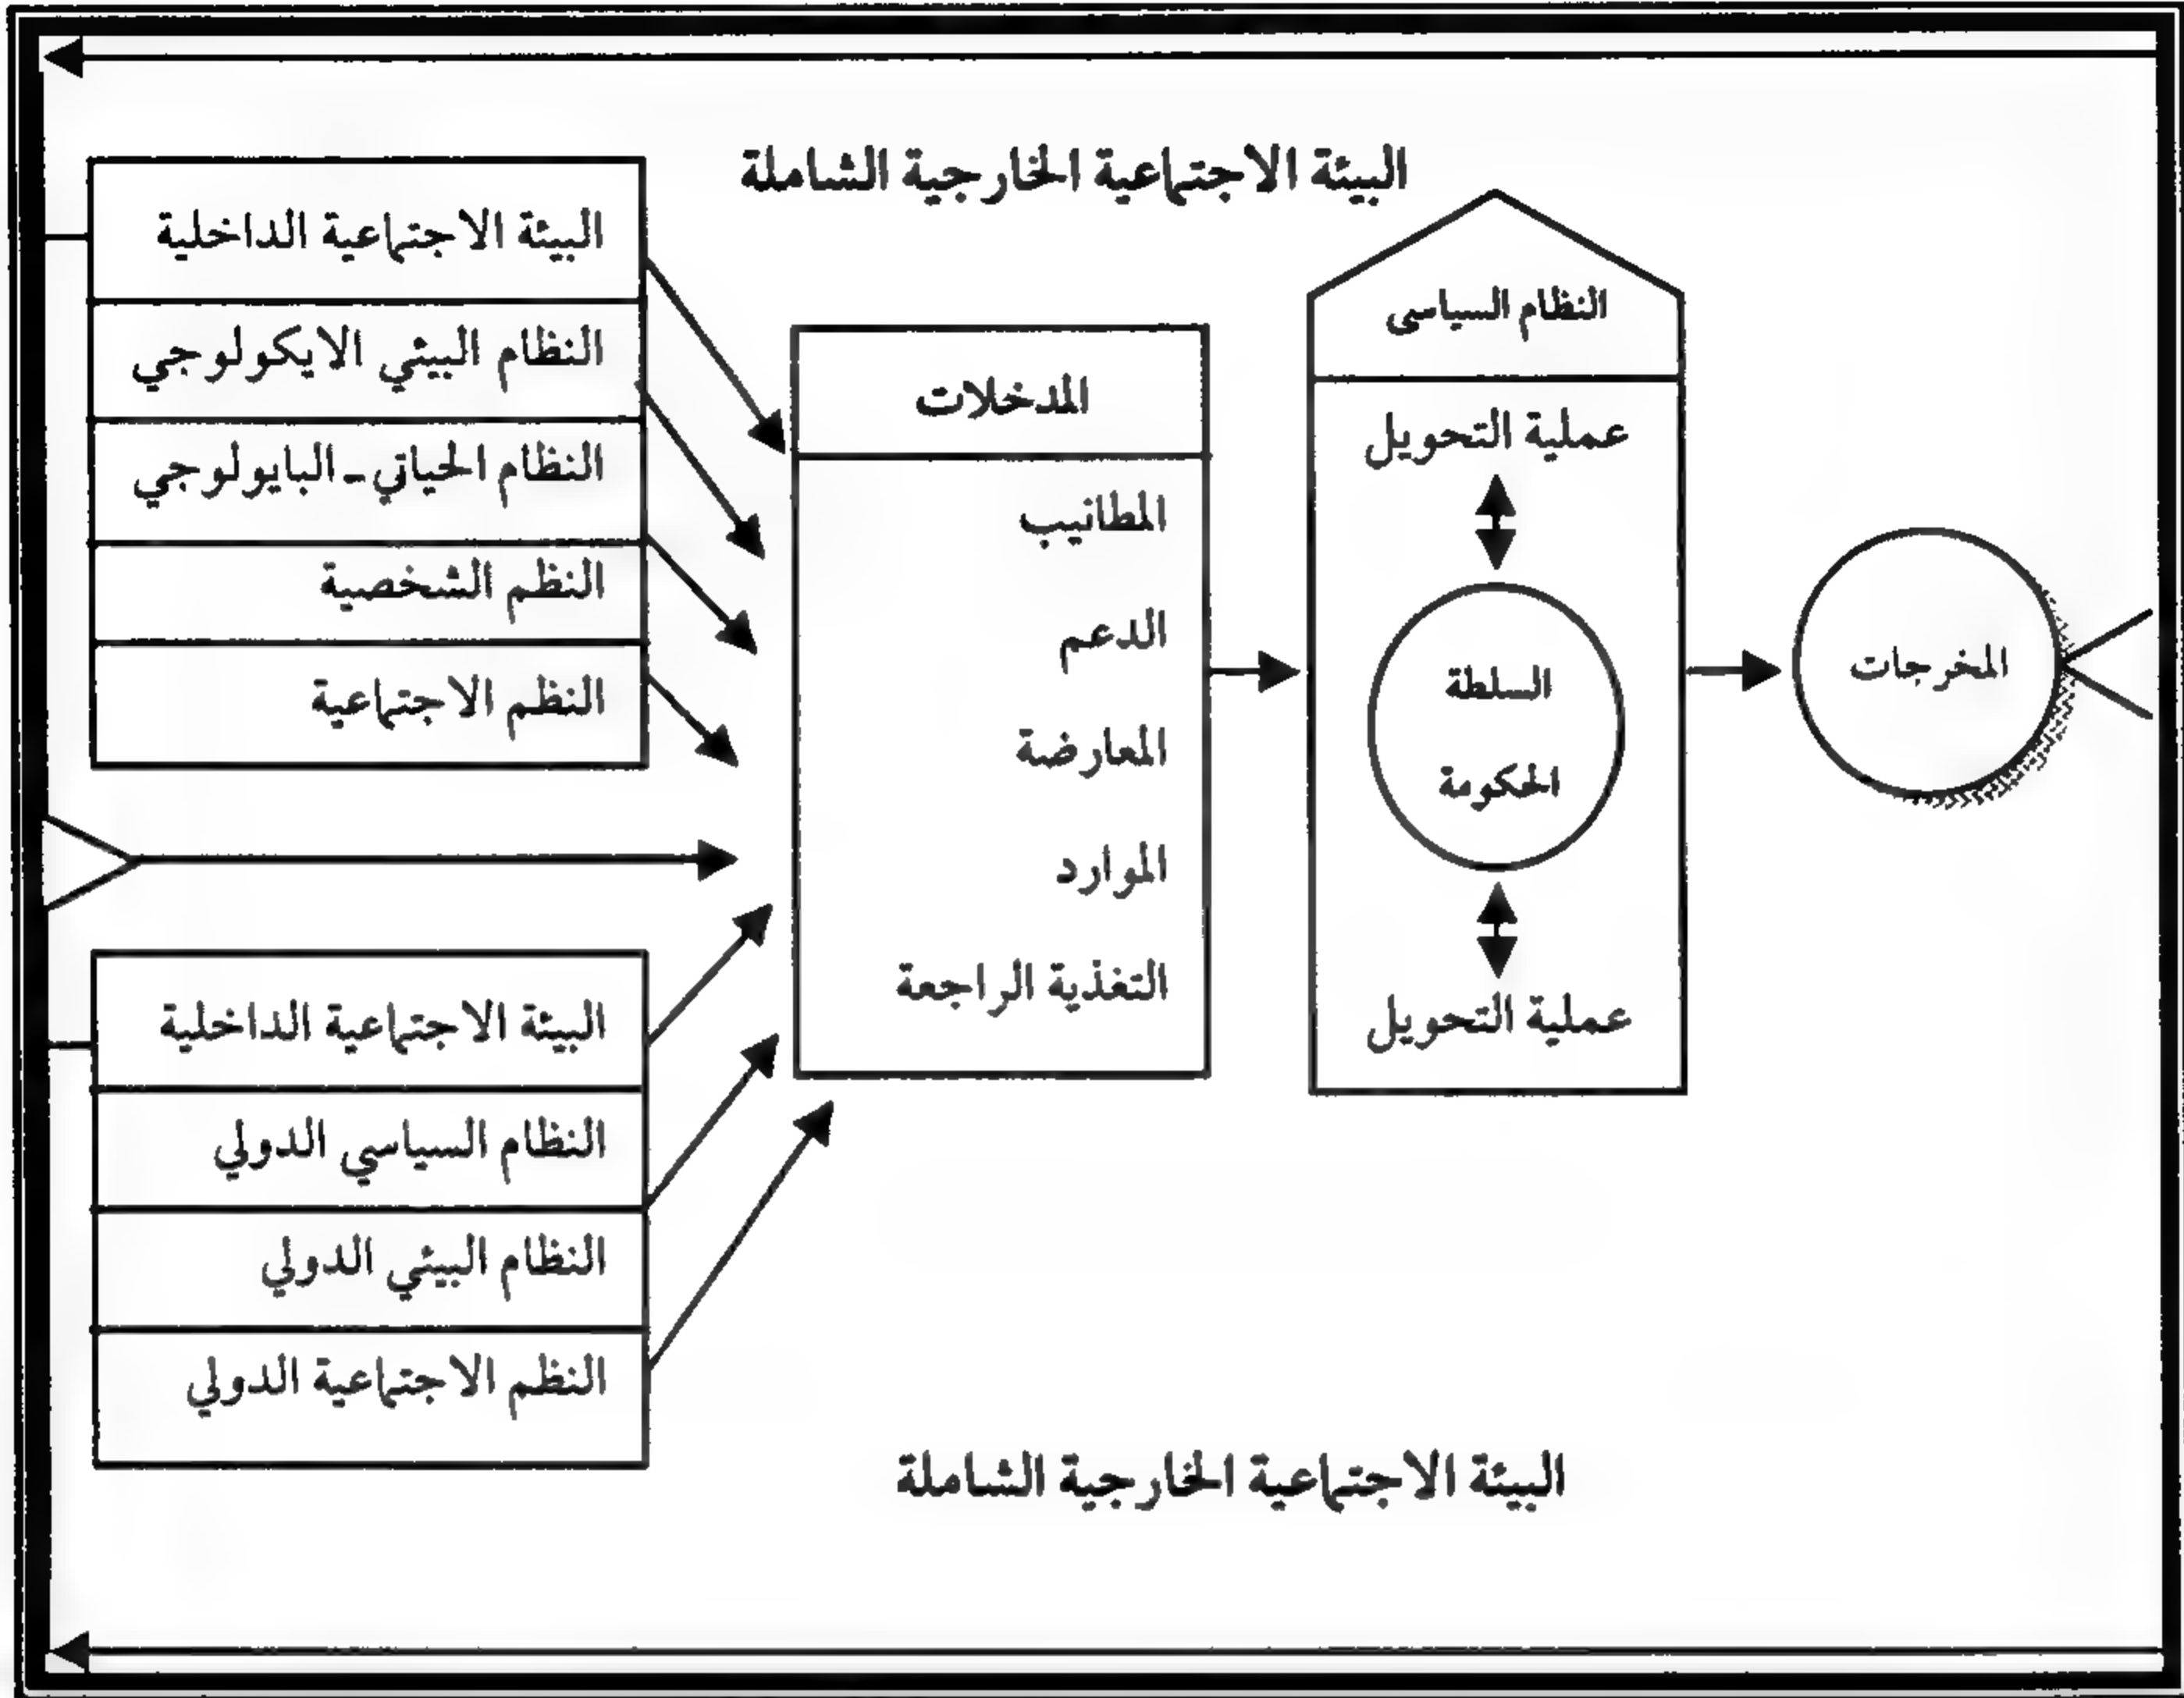 البيئة الاجتماعية الخارجية الشاملة
البيئة الاجتماعية الداخلية
النظام البيئي الايكولوجي
النظام الحياتي - البايولوجي
النظم الشخصية
النظم الاجتماعية
البيئة الاجتماعية الداخلية
النظام السياسي الدولي
النظام البيئي الدولي
النظم الاجتماعية الدولي
المدخلات
المطانيب
الدعم
المعارضة
الموارد
التغذية الراجعة
النظام السياسى
عملية التحويل
السلطة
الحكومة
عملية التحويل
المخرجات
البيئة الاجتماعية الخارجية الشاملة